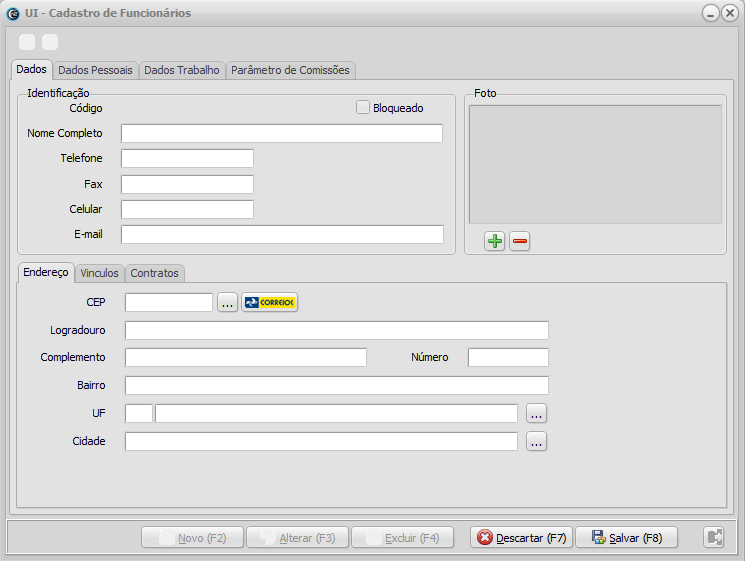 UI - Cadastro de Funcionários
Dados Dados Pessoais Dados Trabalho Parâmetro de Comissões
Identificação
Código Bloqueado
Nome Completo
Telefone
Fax
Celular
E-mail
Foto
Endereço Vinculos Contratos
CEP ... CORREIOS
Logradouro
Complemento Número
Bairro
UF ...
Cidade ...
Novo (F2) Alterar (F3) Excluir (F4) Descartar (F7) Salvar (F8)